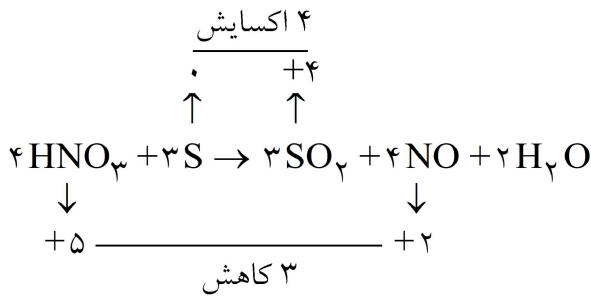 ۴ اکسایش
۰ +۴
۴HNO۳ + ۳S → ۳SO۲ + ۴NO + ۲H۲O
+۵ +۲
۳ کاهش